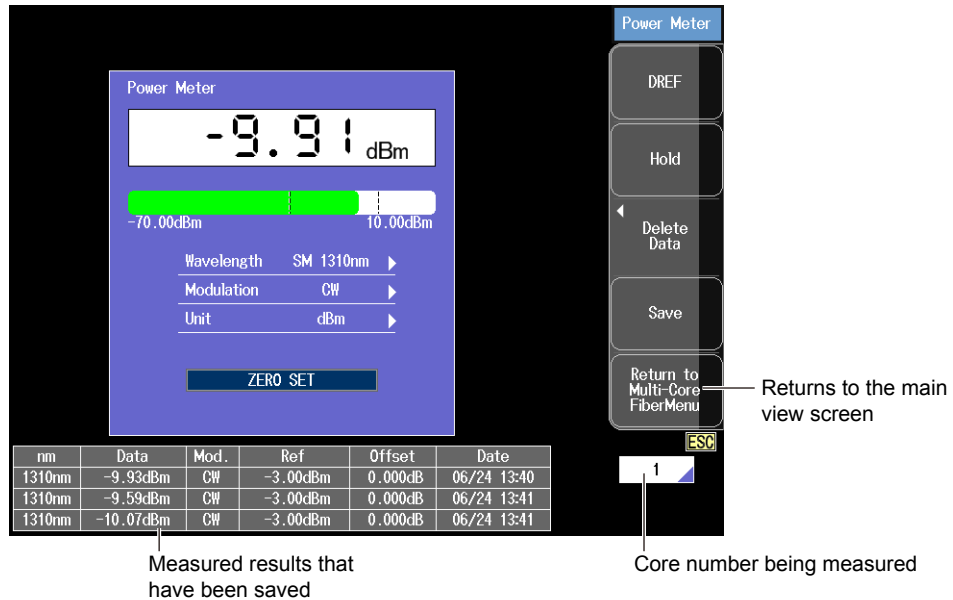 Power Meter
DREF
Hold
Delete
Data
Save
Return to
Multi-Core
FiberMenu
ESC
1
Power Meter
-9.91 dBm
-70.00dBm 10.00dBm
Wavelength SM 1310nm
Modulation CW
Unit dBm
ZERO SET
nm Data Mod. Ref Offset Date
1310nm -9.93dBm CW -3.00dBm 0.000dB 06/24 13:40
1310nm -9.59dBm CW -3.00dBm 0.000dB 06/24 13:41
1310nm -10.07dBm CW -3.00dBm 0.000dB 06/24 13:41
Returns to the main
view screen
Measured results that
have been saved
Core number being measured